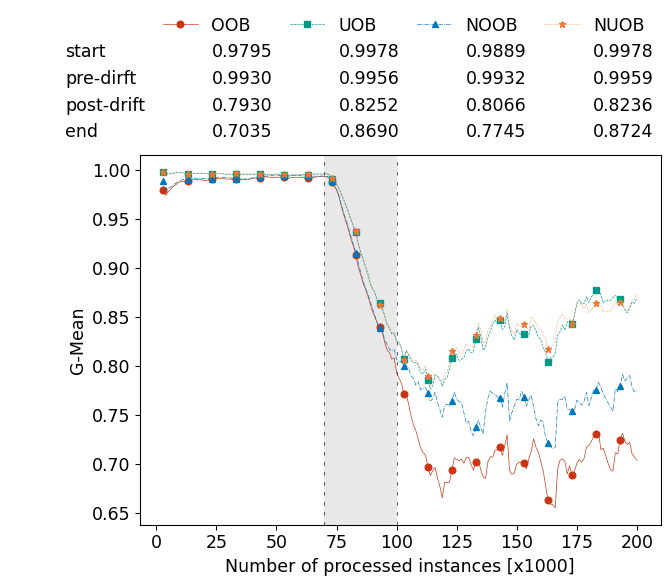 OOB UOB NOOB NUOB
start 0.9795 0.9978 0.9889 0.9978
pre-dirft 0.9930 0.9956 0.9932 0.9959
post-drift 0.7930 0.8252 0.8066 0.8236
end 0.7035 0.8690 0.7745 0.8724
1.00
0.95
0.90
0.85
0.80
0.75
0.70
0.65
G-Mean
0 25 50 75 100 125 150 175 200
Number of processed instances [x1000]